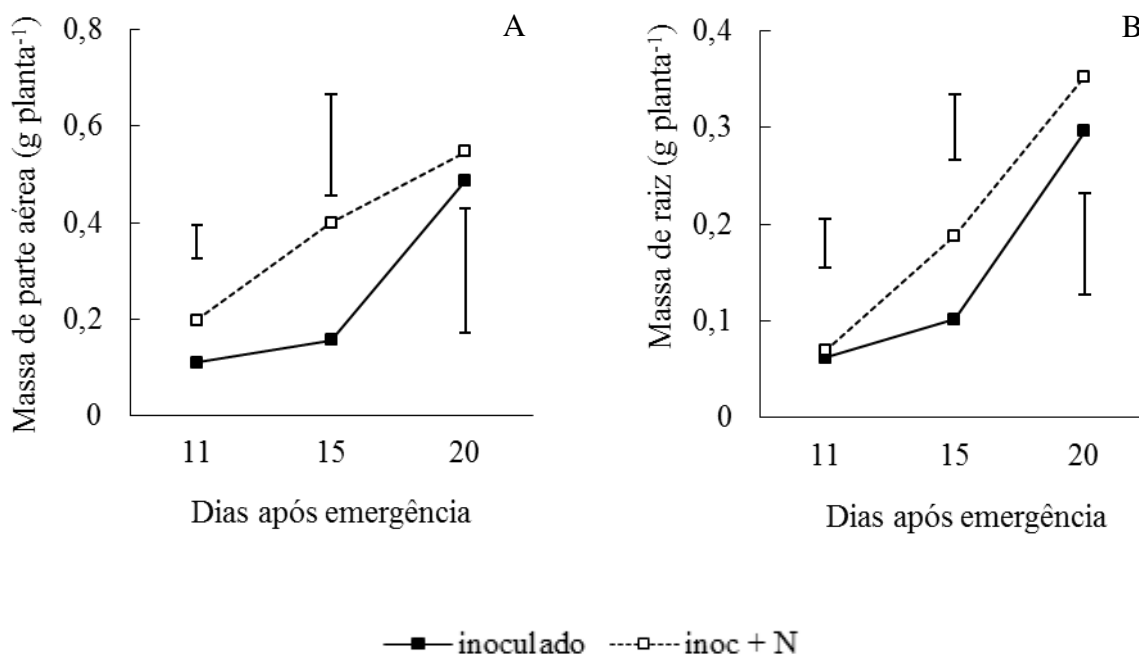 A
Massa de parte aérea (g planta⁻¹)
0,8
0,6
0,4
0,2
0
11 15 20
Dias após emergência
B
Massa de raiz (g planta⁻¹)
0,4
0,3
0,2
0,1
0
11 15 20
Dias após emergência
inoculado inoc + N